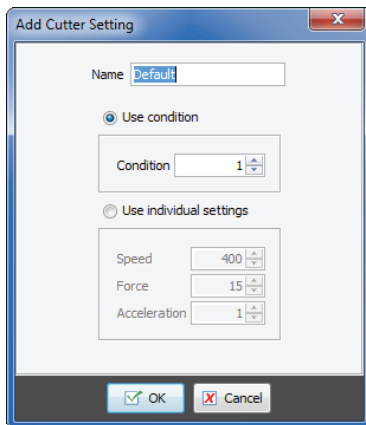 Add Cutter Setting
Name Default
Use condition
Condition 1
Use individual settings
Speed 400
Force 15
Acceleration 1
OK Cancel